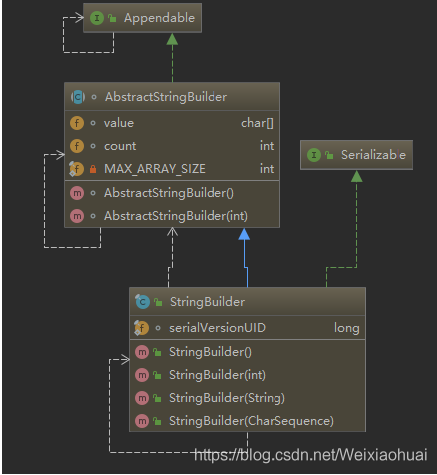 I Appendable
C AbstractStringBuilder
f value char[]
f count int
f MAX_ARRAY_SIZE int
m AbstractStringBuilder()
m AbstractStringBuilder(int)
I Serializable
C StringBuilder
f serialVersionUID long
m StringBuilder()
m StringBuilder(int)
m StringBuilder(String)
m StringBuilder(CharSequence)
https://blog.csdn.net/Weixiaohuai